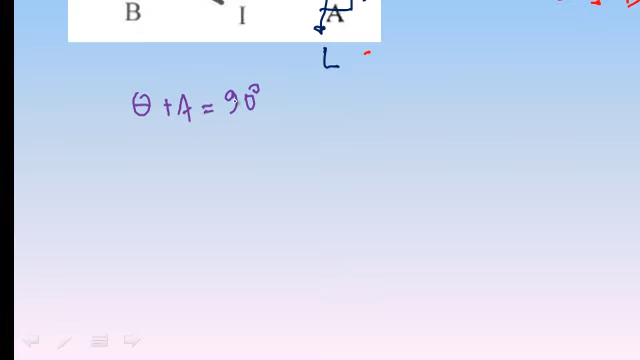 B I A
L
θ + A = 90°